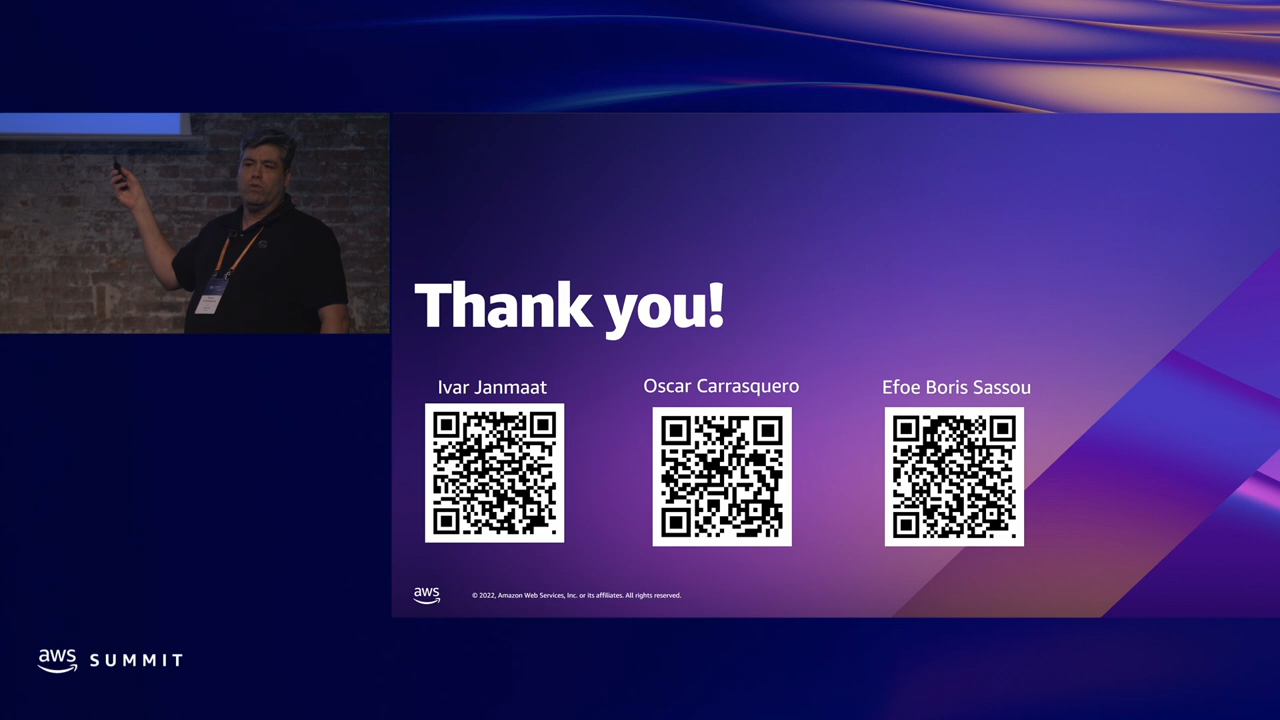 Thank you!
Ivar Janmaat
Oscar Carrasquero
Efoe Boris Sassou
aws
© 2022, Amazon Web Services, Inc. or its affiliates. All rights reserved.
aws SUMMIT